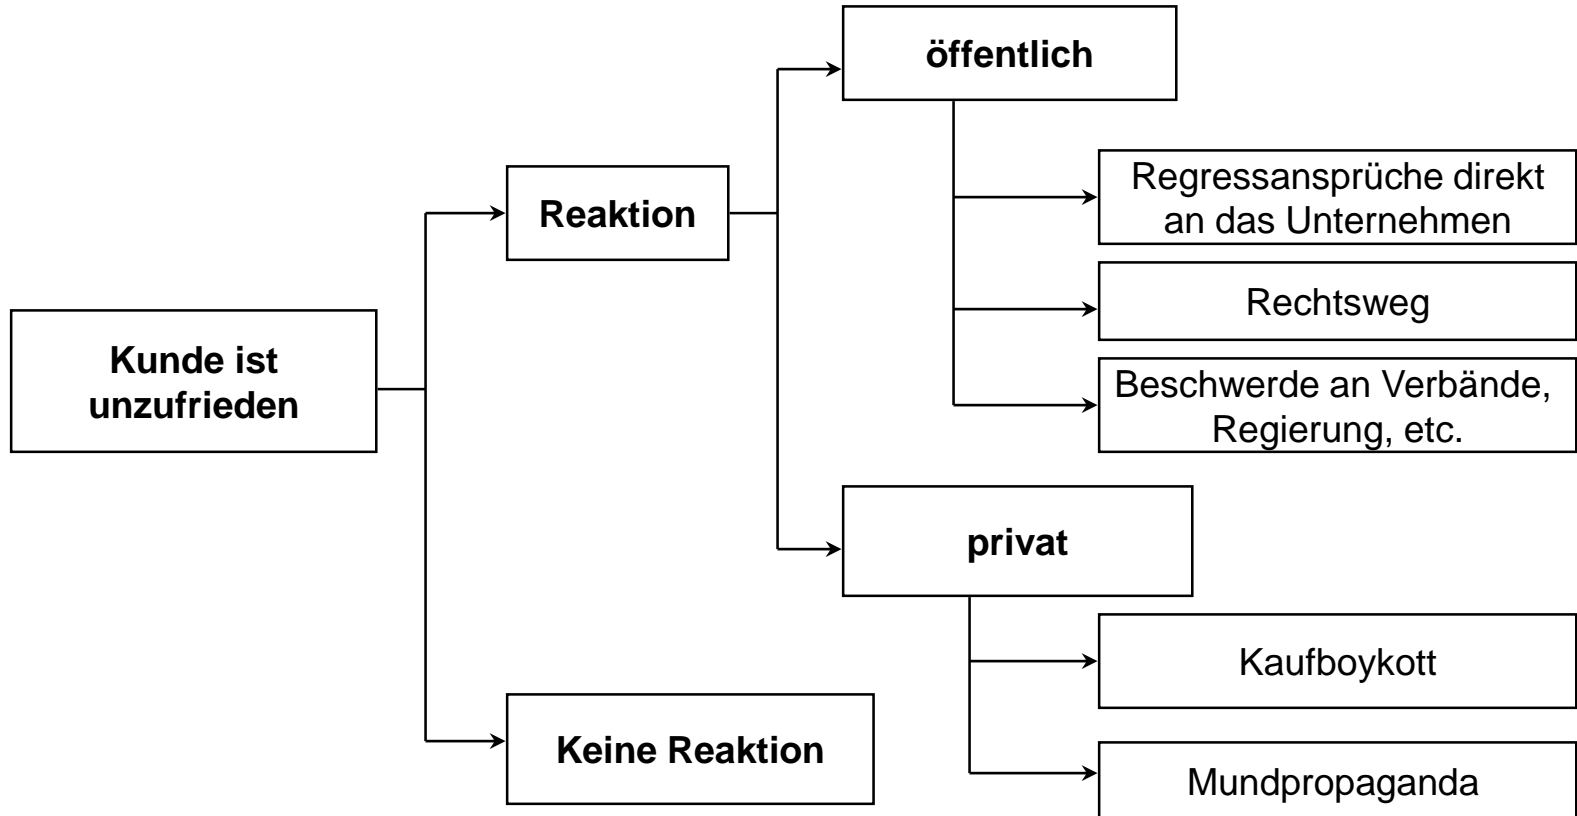 öffentlich
Regressansprüche direkt
an das Unternehmen
Reaktion
Rechtsweg
Kunde ist
unzufrieden
Beschwerde an Verbände,
Regierung, etc.
privat
Kaufboykott
Keine Reaktion
Mundpropaganda